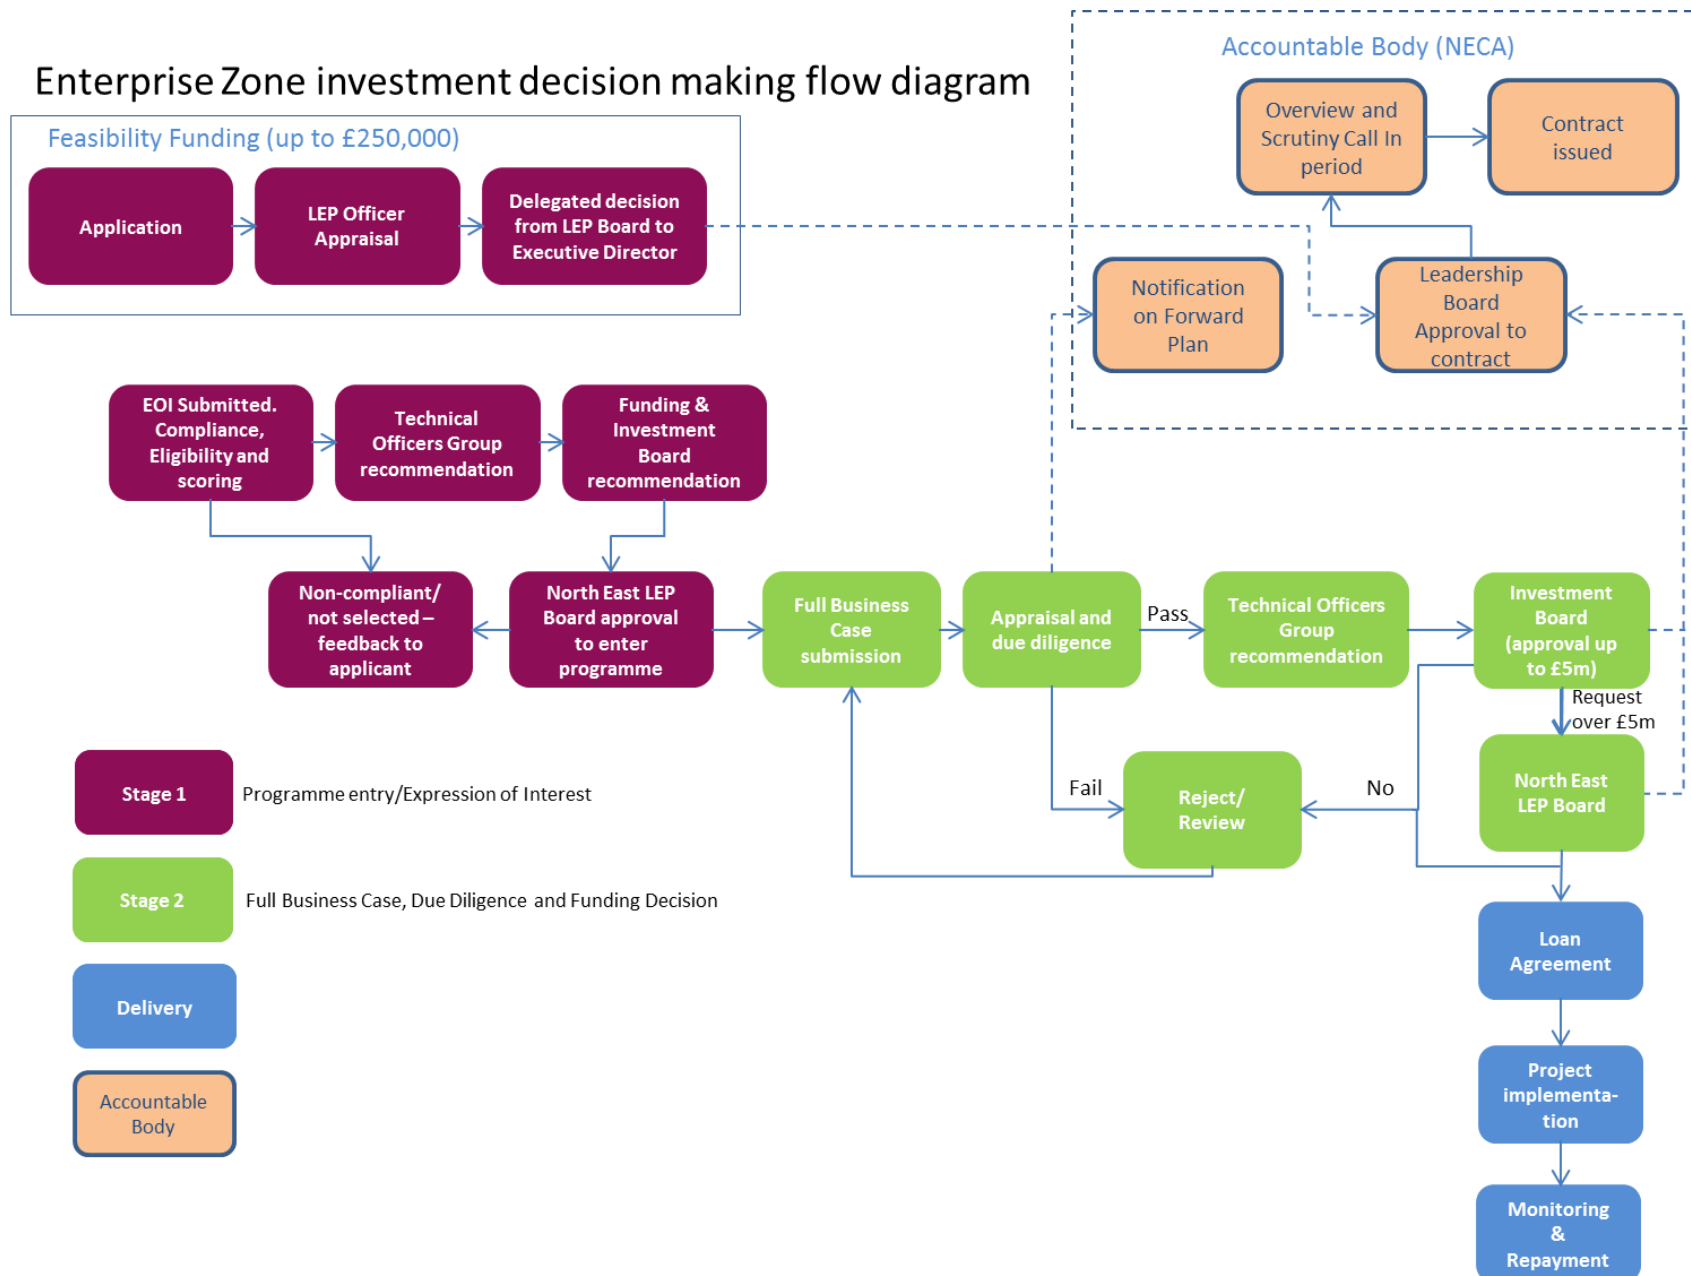 Accountable Body (NECA)
Enterprise Zone investment decision making flow diagram
Feasibility Funding (up to £250,000)
Application
LEP Officer
Appraisal
Delegated decision
from LEP Board to
Executive Director
Overview and
Scrutiny Call In
period
Contract
issued
Notification
on Forward
Plan
Leadership
Board
Approval to
contract
EOI Submitted.
Compliance,
Eligibility and
scoring
Technical
Officers Group
recommendation
Funding &
Investment
Board
recommendation
Non-compliant/
not selected –
feedback to
applicant
North East LEP
Board approval
to enter
programme
Full Business
Case
submission
Appraisal and
due diligence
Pass
Technical Officers
Group
recommendation
Investment
Board
(approval up
to £5m)
Request
over £5m
Fail
Reject/
Review
No
North East
LEP Board
Stage 1
Programme entry/Expression of Interest
Stage 2
Full Business Case, Due Diligence and Funding Decision
Loan
Agreement
Delivery
Project
implementa-
tion
Accountable
Body
Monitoring
&
Repayment